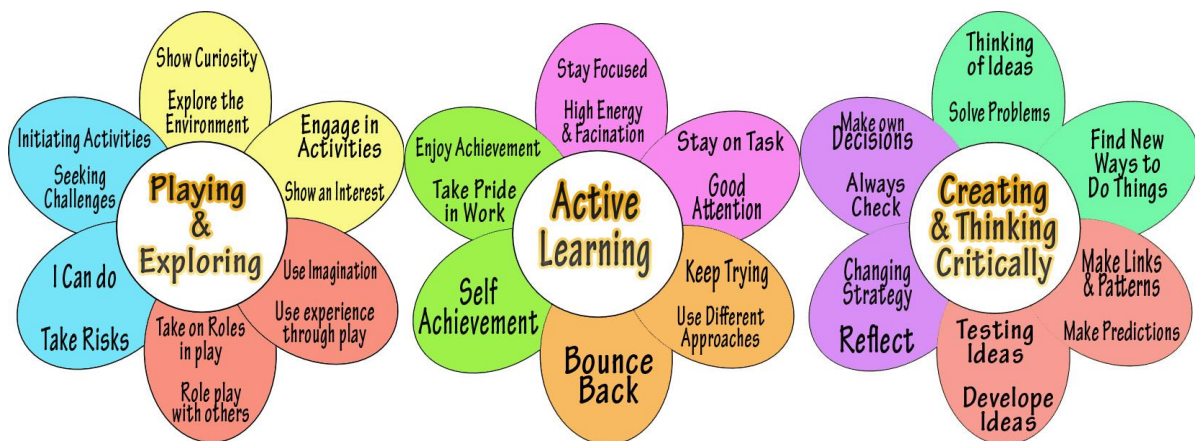 Show Curiosity
Explore the
Environment
Engage in
Activities
Show an Interest
Use Imagination
Use experience
through play
Take on Roles
in play
Role play
with others
I Can do
Take Risks
Initiating Activities
Seeking
Challenges
Playing
&
Exploring
Stay Focused
High Energy
& Facination
Stay on Task
Good
Attention
Keep Trying
Use Different
Approaches
Bounce
Back
Self
Achievement
Enjoy Achievement
Take Pride
in Work
Active
Learning
Thinking
of Ideas
Solve Problems
Find New
Ways to
Do Things
Make Links
& Patterns
Make Predictions
Testing
Ideas
Develope
Ideas
Changing
Strategy
Reflect
Make own
Decisions
Always
Check
Creating
& Thinking
Critically